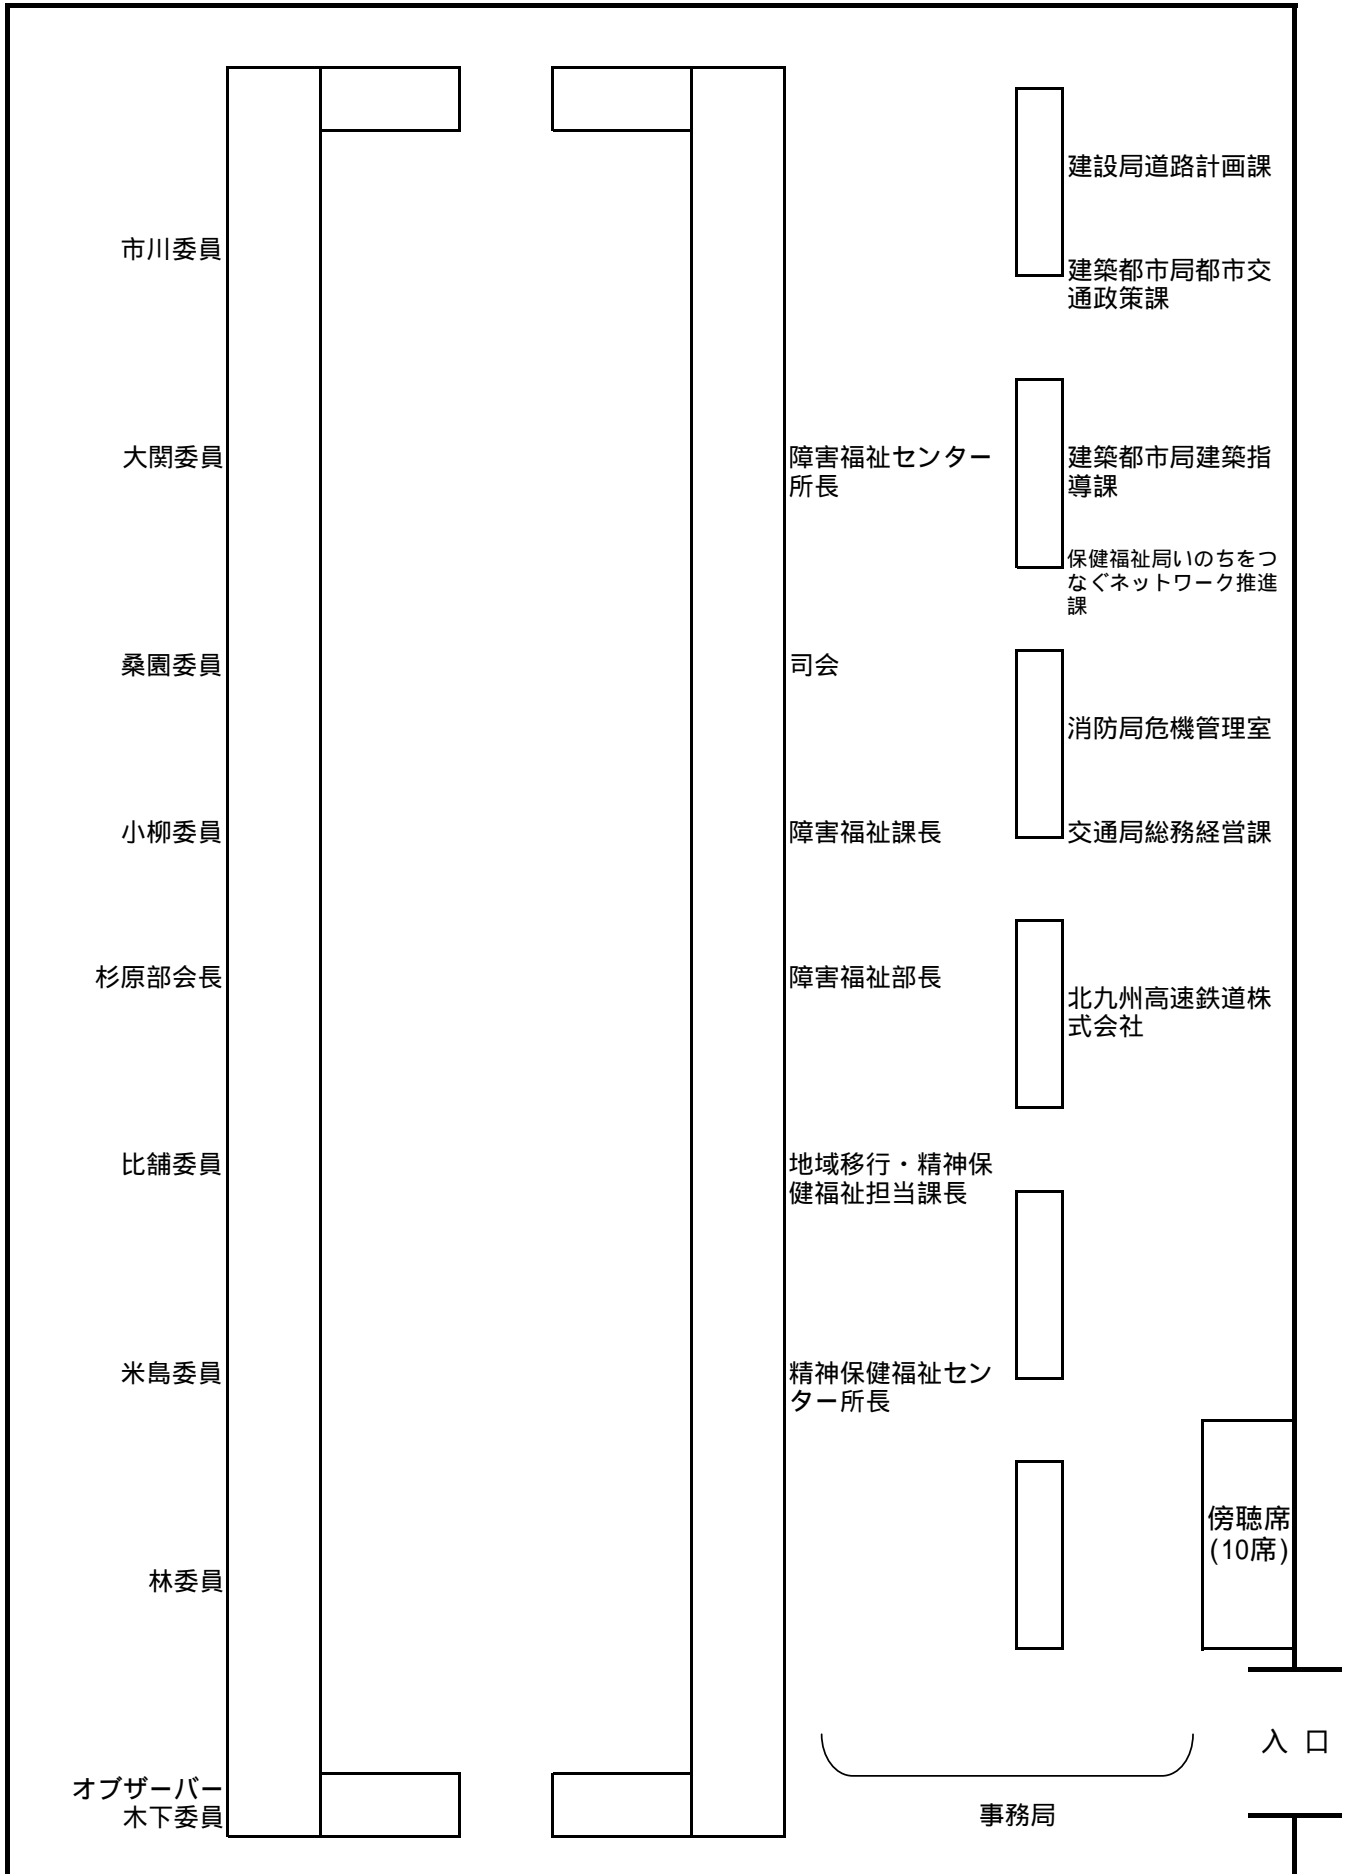 建設局道路計画課
市川委員
建築都市局都市交
通政策課
大関委員
障害福祉センター
所長
建築都市局建築指
導課
保健福祉局いのちをつ
なぐネットワーク推進
課
桑園委員
司会
消防局危機管理室
小柳委員
障害福祉課長
交通局総務経営課
杉原部会長
障害福祉部長
北九州高速鉄道株
式会社
比舗委員
地域移行・精神保
健福祉担当課長
米島委員
精神保健福祉セン
ター所長
傍聴席
(10席)
林委員
入 口
オブザーバー
木下委員
事務局